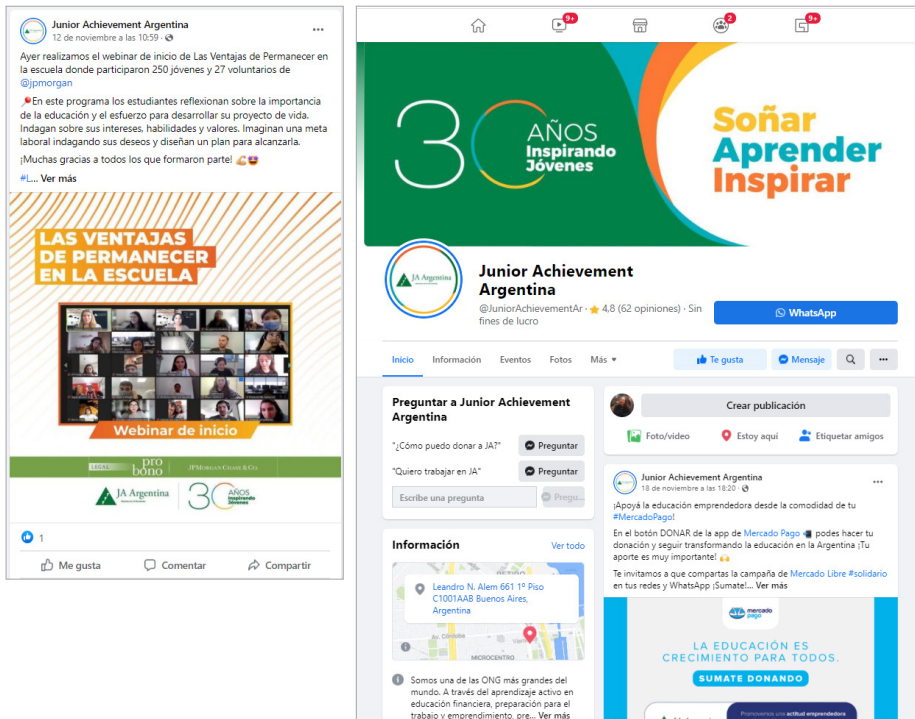 Junior Achievement Argentina
12 de noviembre a las 10:59 ·
Ayer realizamos el webinar de inicio de Las Ventajas de Permanecer en
la escuela donde participaron 250 jóvenes y 27 voluntarios de
@jpmorgan
En este programa los estudiantes reflexionan sobre la importancia
de la educación y el esfuerzo para desarrollar su proyecto de vida.
Indagan sobre sus intereses, habilidades y valores. Imaginan una meta
laboral indagando sus deseos y diseñan un plan para alcanzarla.
¡Muchas gracias a todos los que formaron parte!
#L... Ver más
LAS VENTAJAS
DE PERMANECER
EN LA ESCUELA
Webinar de inicio
LEGAL
pro
bono
JPMORGAN CHASE & CO.
JA Argentina
30 AÑOS
Inspirando
Jóvenes
1
Me gusta
Comentar
Compartir
9+
2
9+
30 AÑOS
Inspirando
Jóvenes
Soñar
Aprender
Inspirar
JA Argentina
Junior Achievement
Argentina
@JuniorAchievementAr · 4,8 (62 opiniones) · Sin
fines de lucro
WhatsApp
Inicio
Información
Eventos
Fotos
Más
Te gusta
Mensaje
Preguntar a Junior Achievement
Argentina
"¿Cómo puedo donar a JA?"
Preguntar
"Quiero trabajar en JA"
Preguntar
Escribe una pregunta
Pregu...
Información
Ver todo
RETIRO
Leandro N. Alem 661 1º Piso
C1001AAB Buenos Aires,
Argentina
Av. Córdoba
MICROCENTRO
Somos una de las ONG más grandes del
mundo. A través del aprendizaje activo en
educación financiera, preparación para el
trabajo y emprendimiento, pre... Ver más
Crear publicación
Foto/video
Estoy aquí
Etiquetar amigos
Junior Achievement Argentina
18 de noviembre a las 18:20 ·
¡Apoyá la educación emprendedora desde la comodidad de tu
#MercadoPago!
En el botón DONAR de la app de Mercado Pago podes hacer tu
donación y seguir transformando la educación en la Argentina ¡Tu
aporte es muy importante!
Te invitamos a que compartas la campaña de Mercado Libre #solidario
en tus redes y WhatsApp ¡Sumate!... Ver más
mercado
pago
LA EDUCACIÓN ES
CRECIMIENTO PARA TODOS.
SUMATE DONANDO
Promovemos una actitud emprendedora